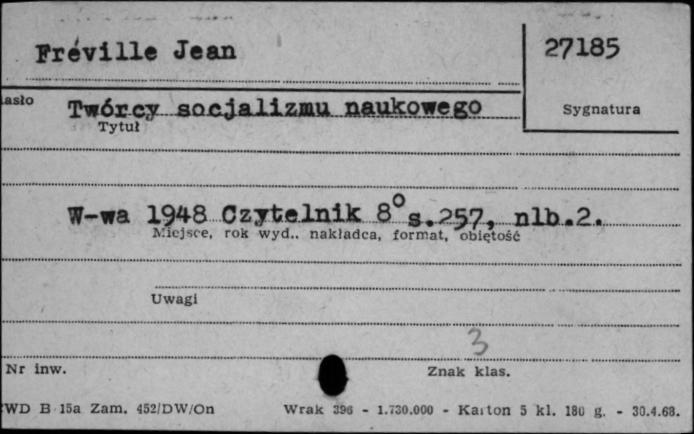 Fréville Jean
27185
asło
Twórcy socjalizmu naukowego
Sygnatura
Tytuł
W-wa 1948 Czytelnik 8° s.257, nlb.2.
Miejsce, rok wyd., nakładca, format, objętość
Uwagi
3
Nr inw.
Znak klas.
WD B 15a Zam. 452/DW/On
Wrak 396 - 1.730.000 - Karton 5 kl. 180 g. - 30.4.68.